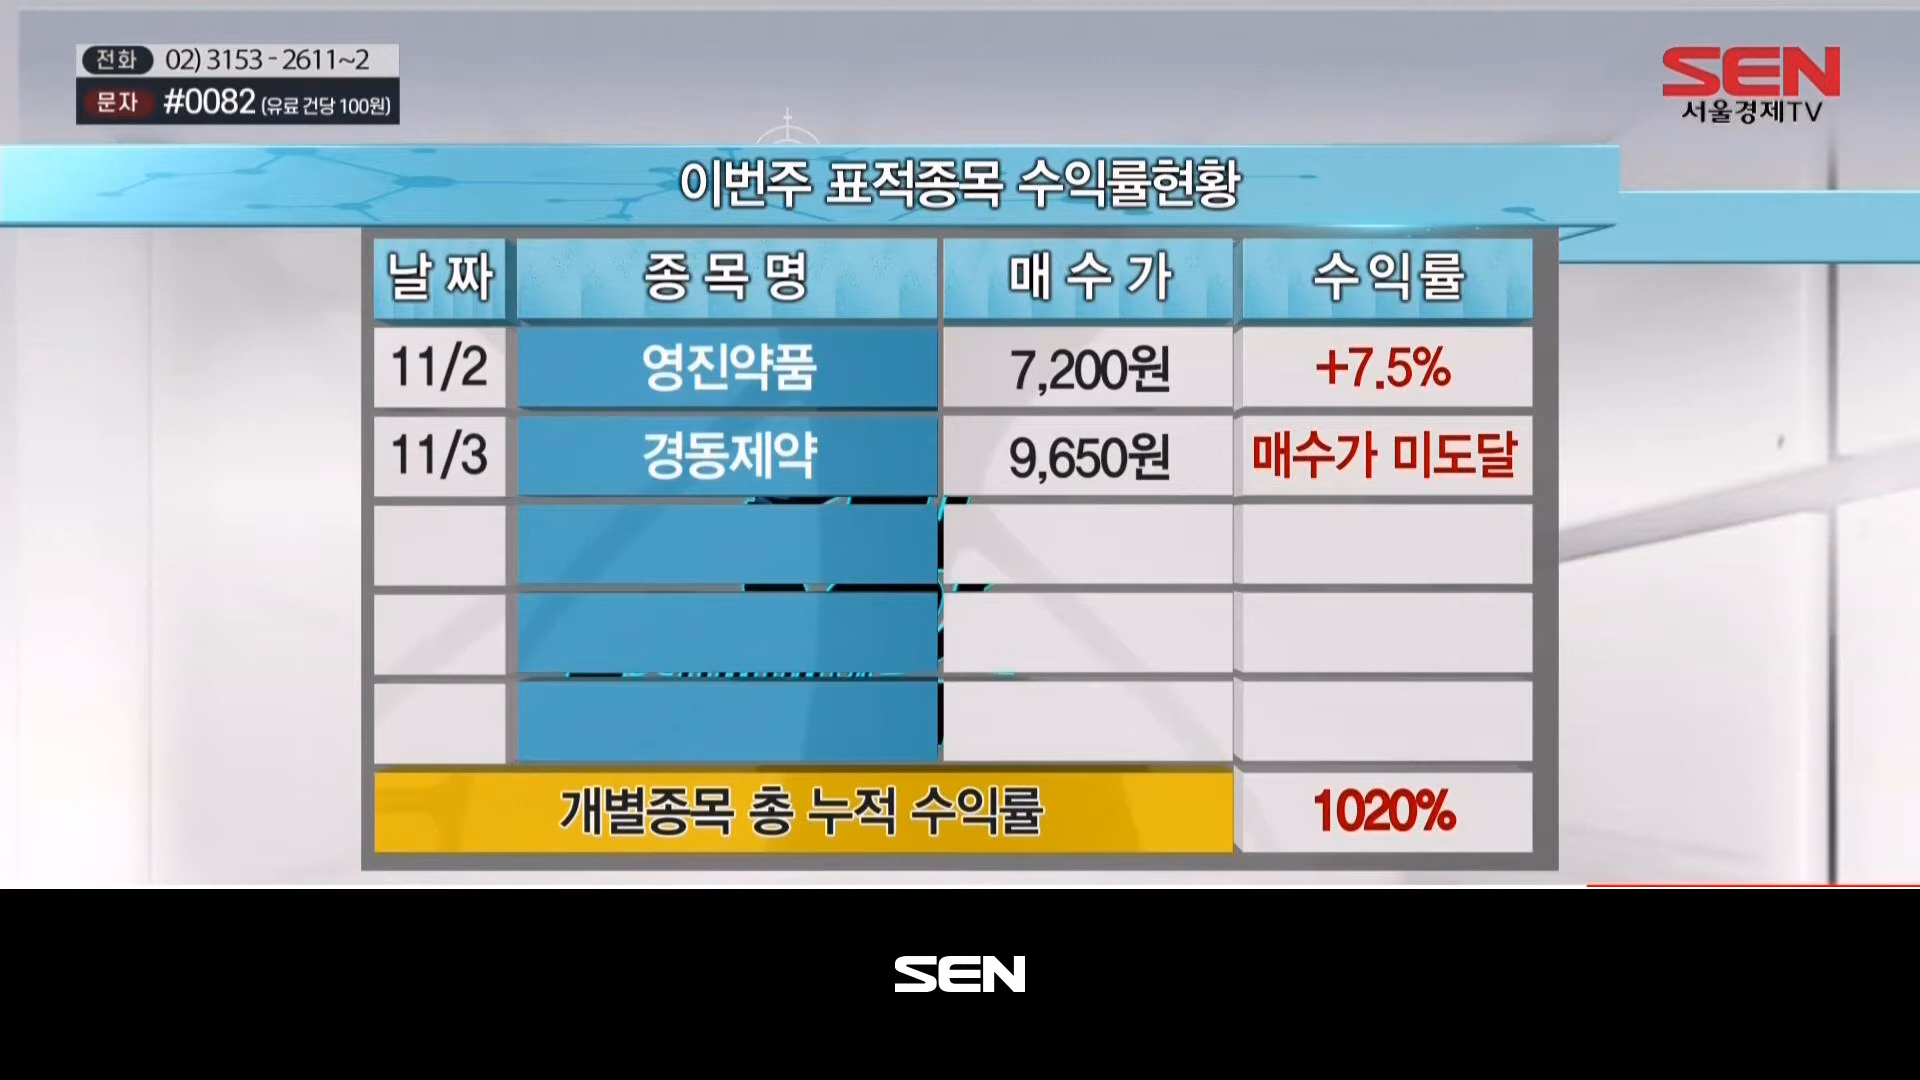 전화 02) 3153 - 2611~2
문자 #0082 (유료 건당 100원)
SEN
서울경제TV
이번주 표적종목 수익률현황
날 짜 종 목 명 매 수 가 수 익 률
11/2 영진약품 7,200원 +7.5%
11/3 경동제약 9,650원 매수가 미도달
개별종목 총 누적 수익률 1020%
SEN